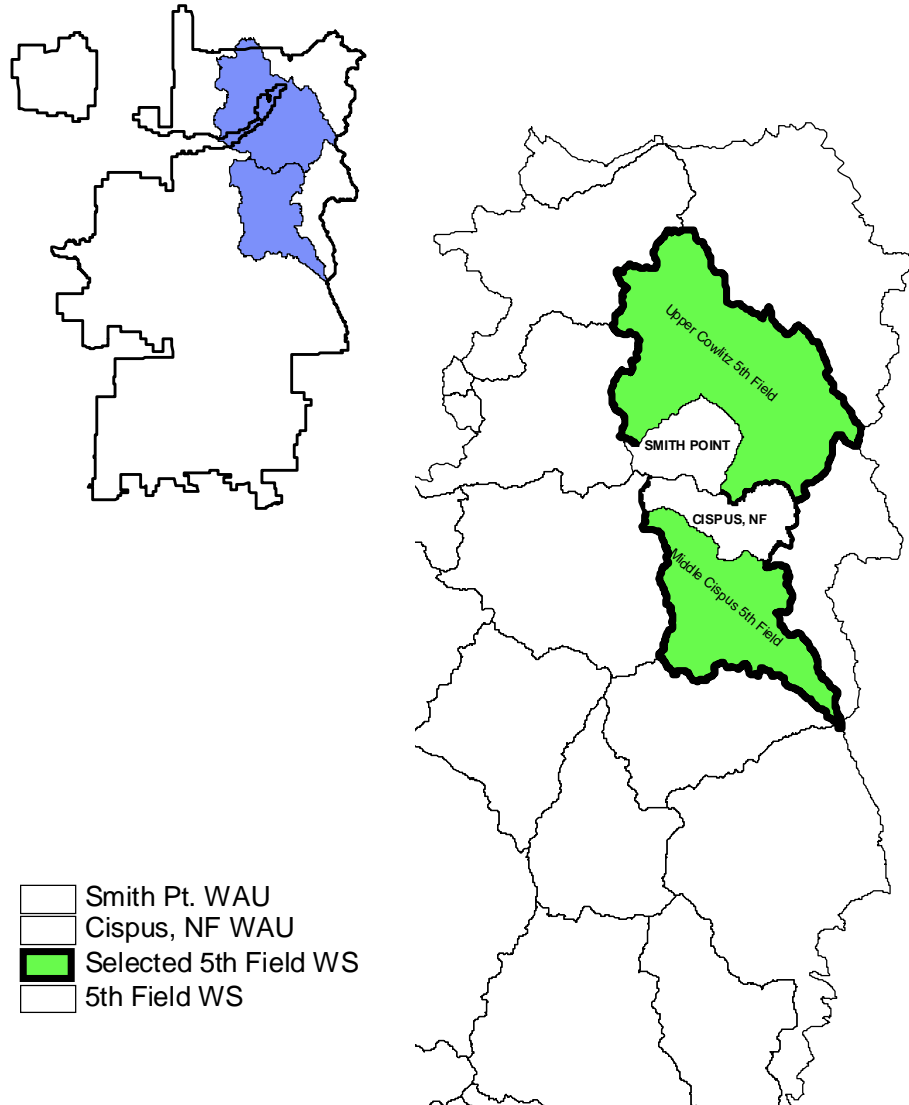 Upper Cowlitz 5th Field
SMITH POINT
CISPUS, NF
Middle Cispus 5th Field
Smith Pt. WAU
Cispus, NF WAU
Selected 5th Field WS
5th Field WS